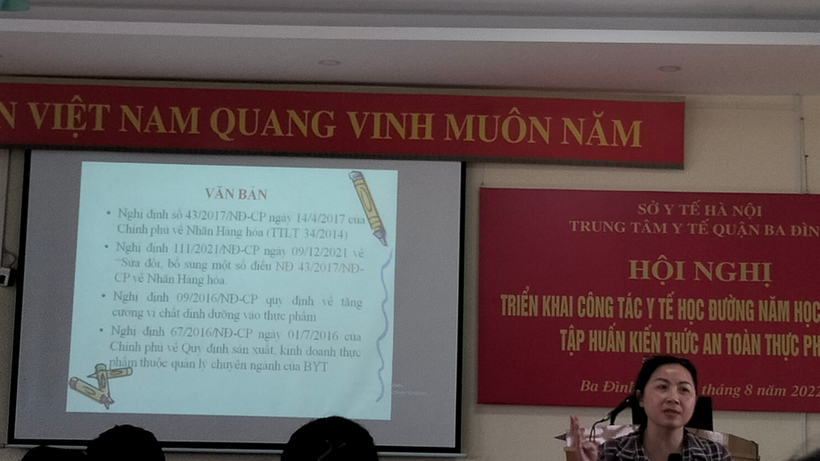 N VIỆT NAM QUANG VINH MUÔN NĂM
VĂN BẢN
• Nghị định số 43/2017/NĐ-CP ngày 14/4/2017 của
Chính phủ về Nhãn Hàng hóa (TTLT 34/2014)
• Nghị định 111/2021/NĐ-CP ngày 09/12/2021 về
"Sửa đổi, bổ sung một số điều NĐ 43/2017/NĐ-
CP về Nhãn Hàng hóa.
• Nghị định 09/2016/NĐ-CP quy định về tăng
cường vi chất dinh dưỡng vào thực phẩm
• Nghị định 67/2016/NĐ-CP ngày 01/7/2016 của
Chính phủ về Quy định sản xuất, kinh doanh thực
phẩm thuộc quản lý chuyên ngành của BYT
SỞ Y TẾ HÀ NỘI
TRUNG TÂM Y TẾ QUẬN BA ĐÌN
HỘI NGHỊ
TRIỂN KHAI CÔNG TÁC Y TẾ HỌC ĐƯỜNG NĂM HỌC
TẬP HUẤN KIẾN THỨC AN TOÀN THỰC PH
Ba Đình tháng 8 năm 2022